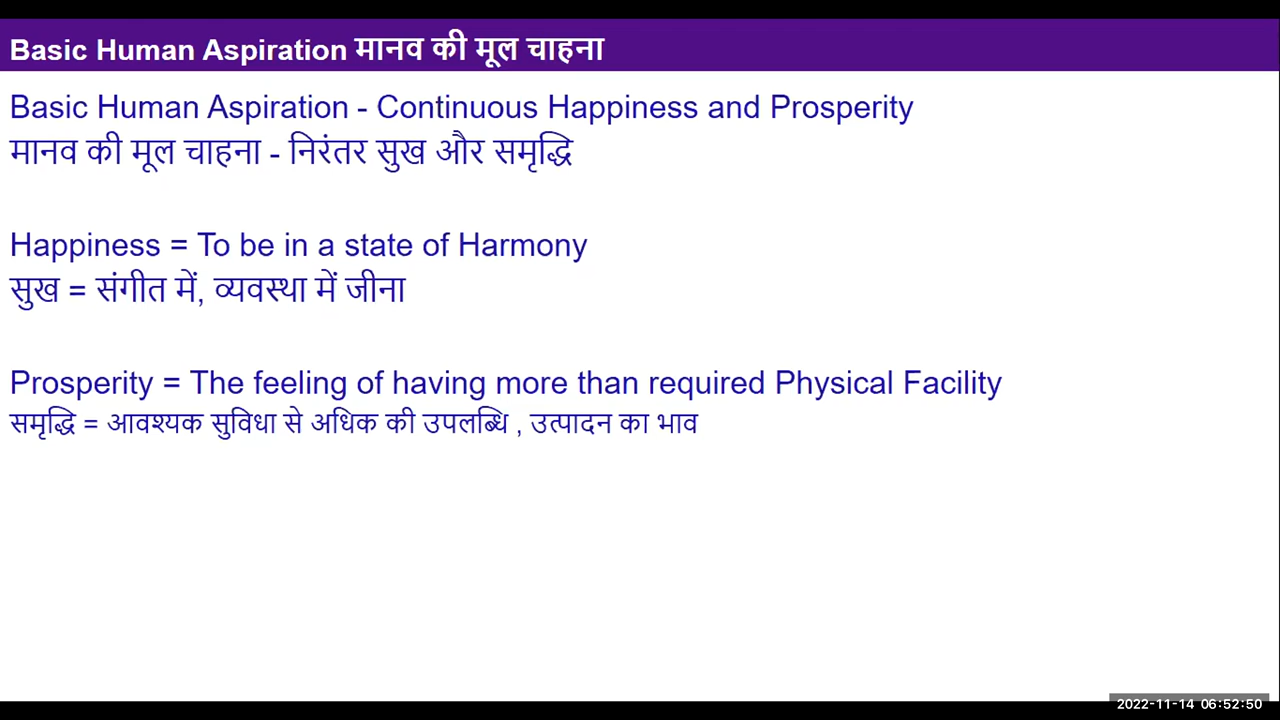 Basic Human Aspiration मानव की मूल चाहना
Basic Human Aspiration - Continuous Happiness and Prosperity
मानव की मूल चाहना - निरंतर सुख और समृद्धि
Happiness = To be in a state of Harmony
सुख = संगीत में, व्यवस्था में जीना
Prosperity = The feeling of having more than required Physical Facility
समृद्धि = आवश्यक सुविधा से अधिक की उपलब्धि , उत्पादन का भाव
2022-11-14 06:52:50